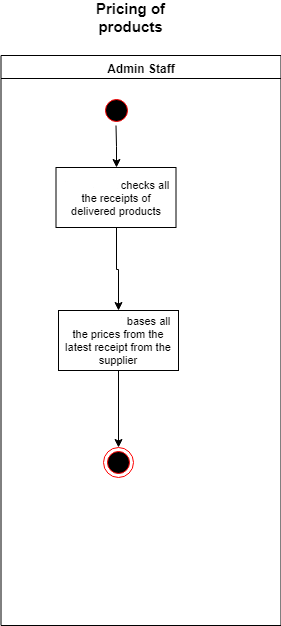 Pricing of
products
Admin Staff
checks all
the receipts of
delivered products
bases all
the prices from the
latest receipt from the
supplier